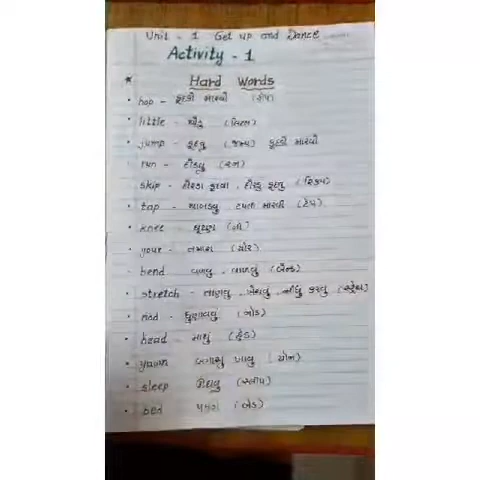 Unit - 1 Get up and Dance
Activity - 1
* Hard Words
• hop - કૂદકો મારવો (હોપ)
• little - થોડું (લિટલ)
• jump - કૂદવુ (જમ્પ) કૂદકો મારવો
• run - દોડવુ (રન)
• skip - દોરડા કૂદવા, દોરડુ કૂદવુ (સ્કિપ)
• tap - થાબડવુ, ટપલી મારવી (ટેપ)
• knee - ઘૂંટણ (ની)
• your - તમારા (યોર)
• bend વળવુ, વાળવુ (બેન્ડ)
• stretch - તાણવુ, ખેંચવુ, સીધુ કરવુ (સ્ટ્રેચ)
• nod - ધુણાવવુ (નોડ)
• head - માથું (હેડ)
• yawn બગાસુ ખાવુ (યોન)
• sleep ઊંઘવુ (સ્લીપ)
• bed પલંગ (બેડ)